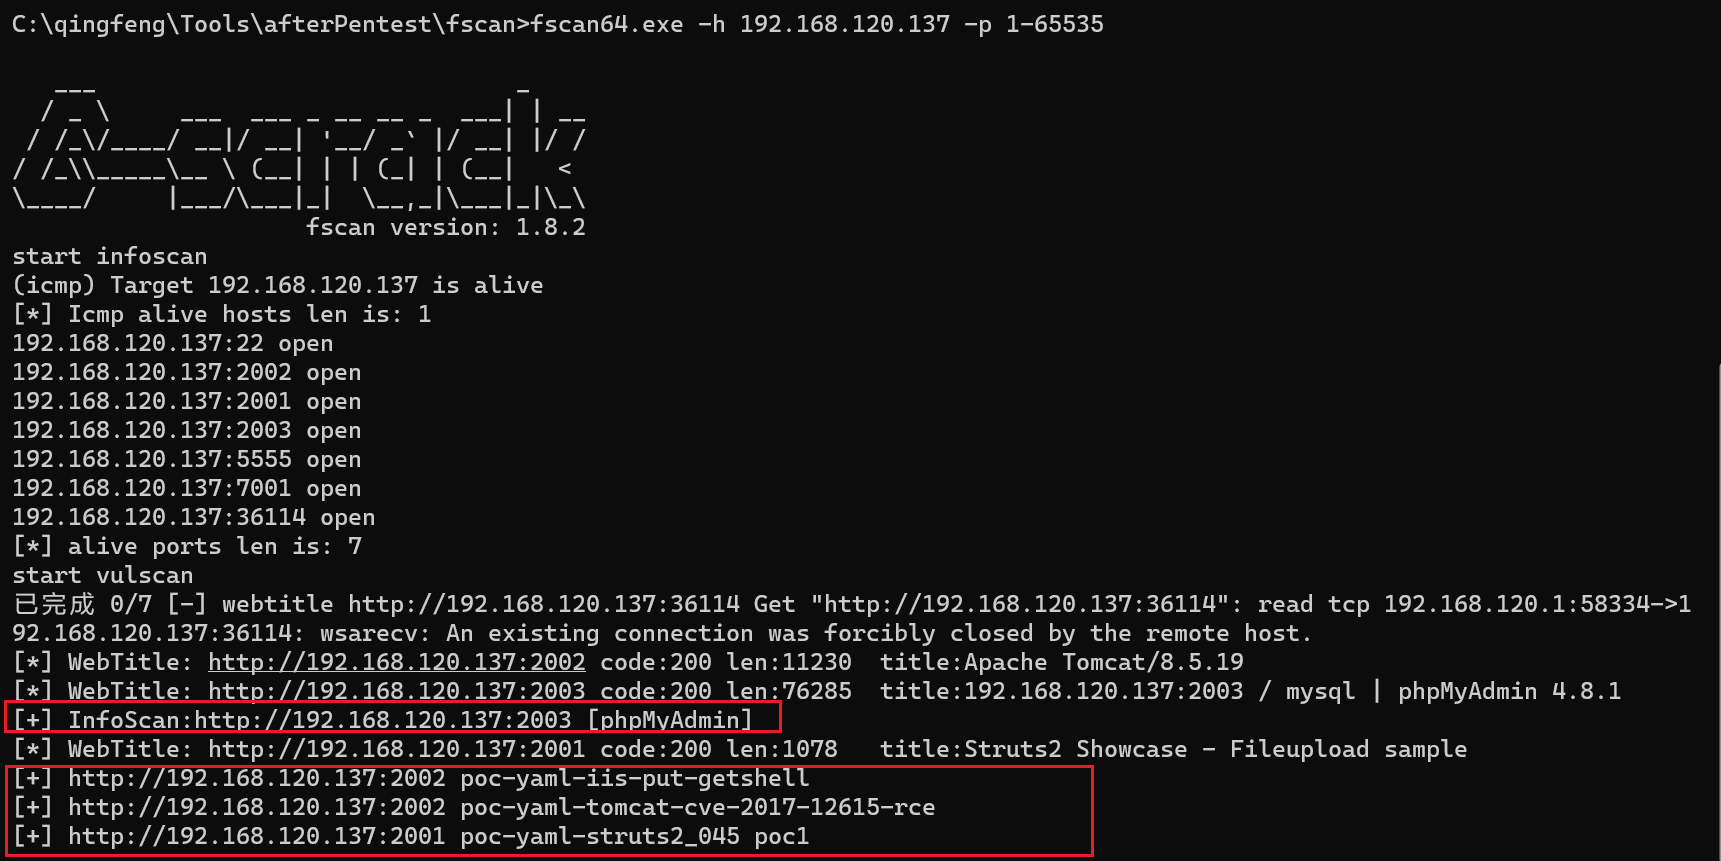 C:\qingfeng\Tools\afterPentest\fscan>fscan64.exe -h 192.168.120.137 -p 1-65535
   ___                              _
  / _ \     ___  ___ _ __ __ _  ___| | __
 / /_\/____/ __|/ __| '__/ _` |/ __| |/ /
/ /_\\_____\__ \ (__| | | (_| | (__|   <
\____/     |___/\___|_|  \__,_|\___|_|\_\
                     fscan version: 1.8.2
start infoscan
(icmp) Target 192.168.120.137 is alive
[*] Icmp alive hosts len is: 1
192.168.120.137:22 open
192.168.120.137:2002 open
192.168.120.137:2001 open
192.168.120.137:2003 open
192.168.120.137:5555 open
192.168.120.137:7001 open
192.168.120.137:36114 open
[*] alive ports len is: 7
start vulscan
已完成 0/7 [-] webtitle http://192.168.120.137:36114 Get "http://192.168.120.137:36114": read tcp 192.168.120.1:58334->1
92.168.120.137:36114: wsarecv: An existing connection was forcibly closed by the remote host.
[*] WebTitle: http://192.168.120.137:2002 code:200 len:11230  title:Apache Tomcat/8.5.19
[*] WebTitle: http://192.168.120.137:2003 code:200 len:76285  title:192.168.120.137:2003 / mysql | phpMyAdmin 4.8.1
[+] InfoScan:http://192.168.120.137:2003 [phpMyAdmin]
[*] WebTitle: http://192.168.120.137:2001 code:200 len:1078   title:Struts2 Showcase - Fileupload sample
[+] http://192.168.120.137:2002 poc-yaml-iis-put-getshell
[+] http://192.168.120.137:2002 poc-yaml-tomcat-cve-2017-12615-rce
[+] http://192.168.120.137:2001 poc-yaml-struts2_045 poc1